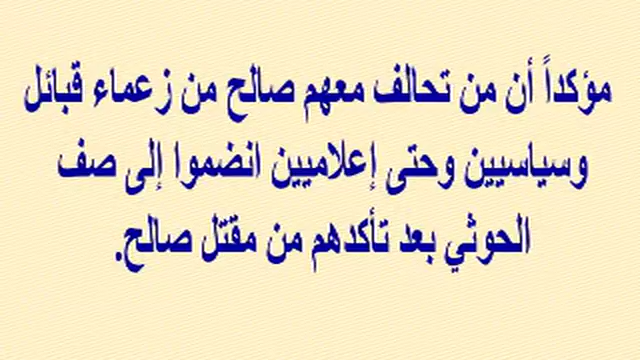 مؤكداً أن من تحالف معهم صالح من زعماء قبائل
وسياسيين وحتى إعلاميين انضموا إلى صف
الحوثي بعد تأكدهم من مقتل صالح.